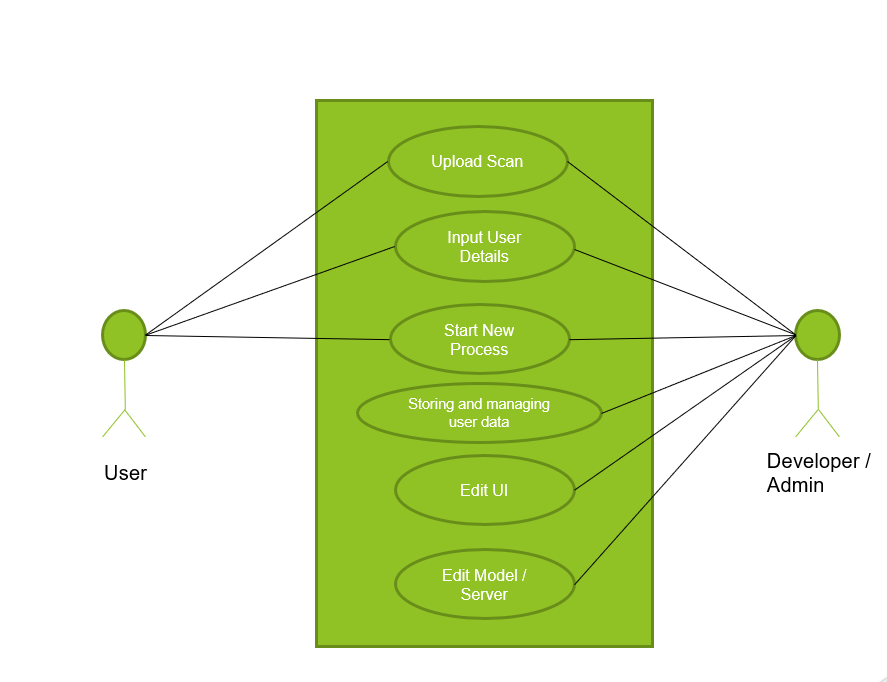 Upload Scan
Input User
Details
Start New
Process
Storing and managing
user data
Edit UI
Edit Model /
Server
User
Developer /
Admin